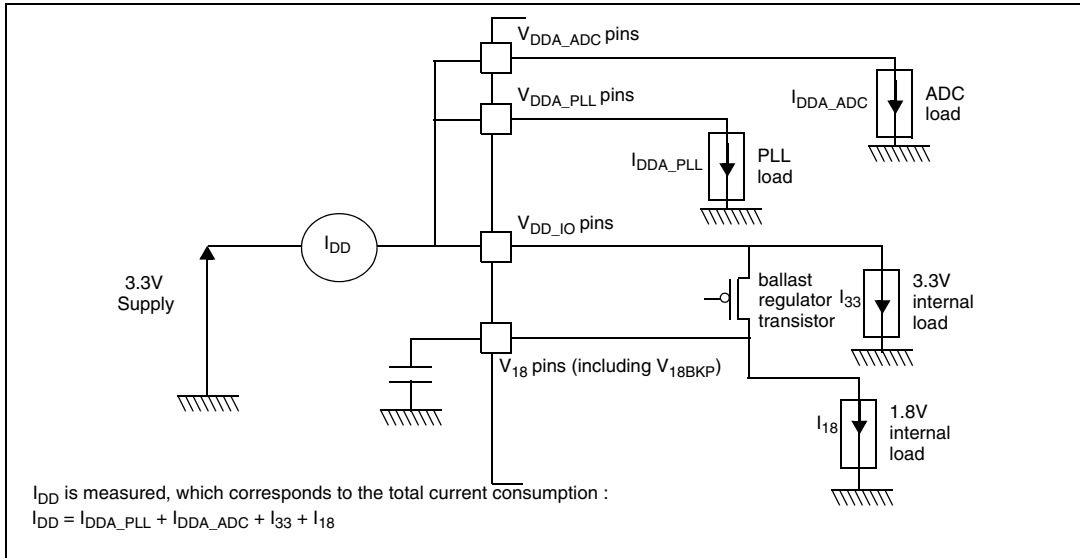 VDDA_ADC pins
IDDA_ADC
ADC
load
VDDA_PLL pins
IDDA_PLL
PLL
load
VDD_IO pins
IDD
3.3V
Supply
ballast
regulator
transistor
I33
3.3V
internal
load
V18 pins (including V18BKP)
I18
1.8V
internal
load
IDD is measured, which corresponds to the total current consumption :
IDD = IDDA_PLL + IDDA_ADC + I33 + I18